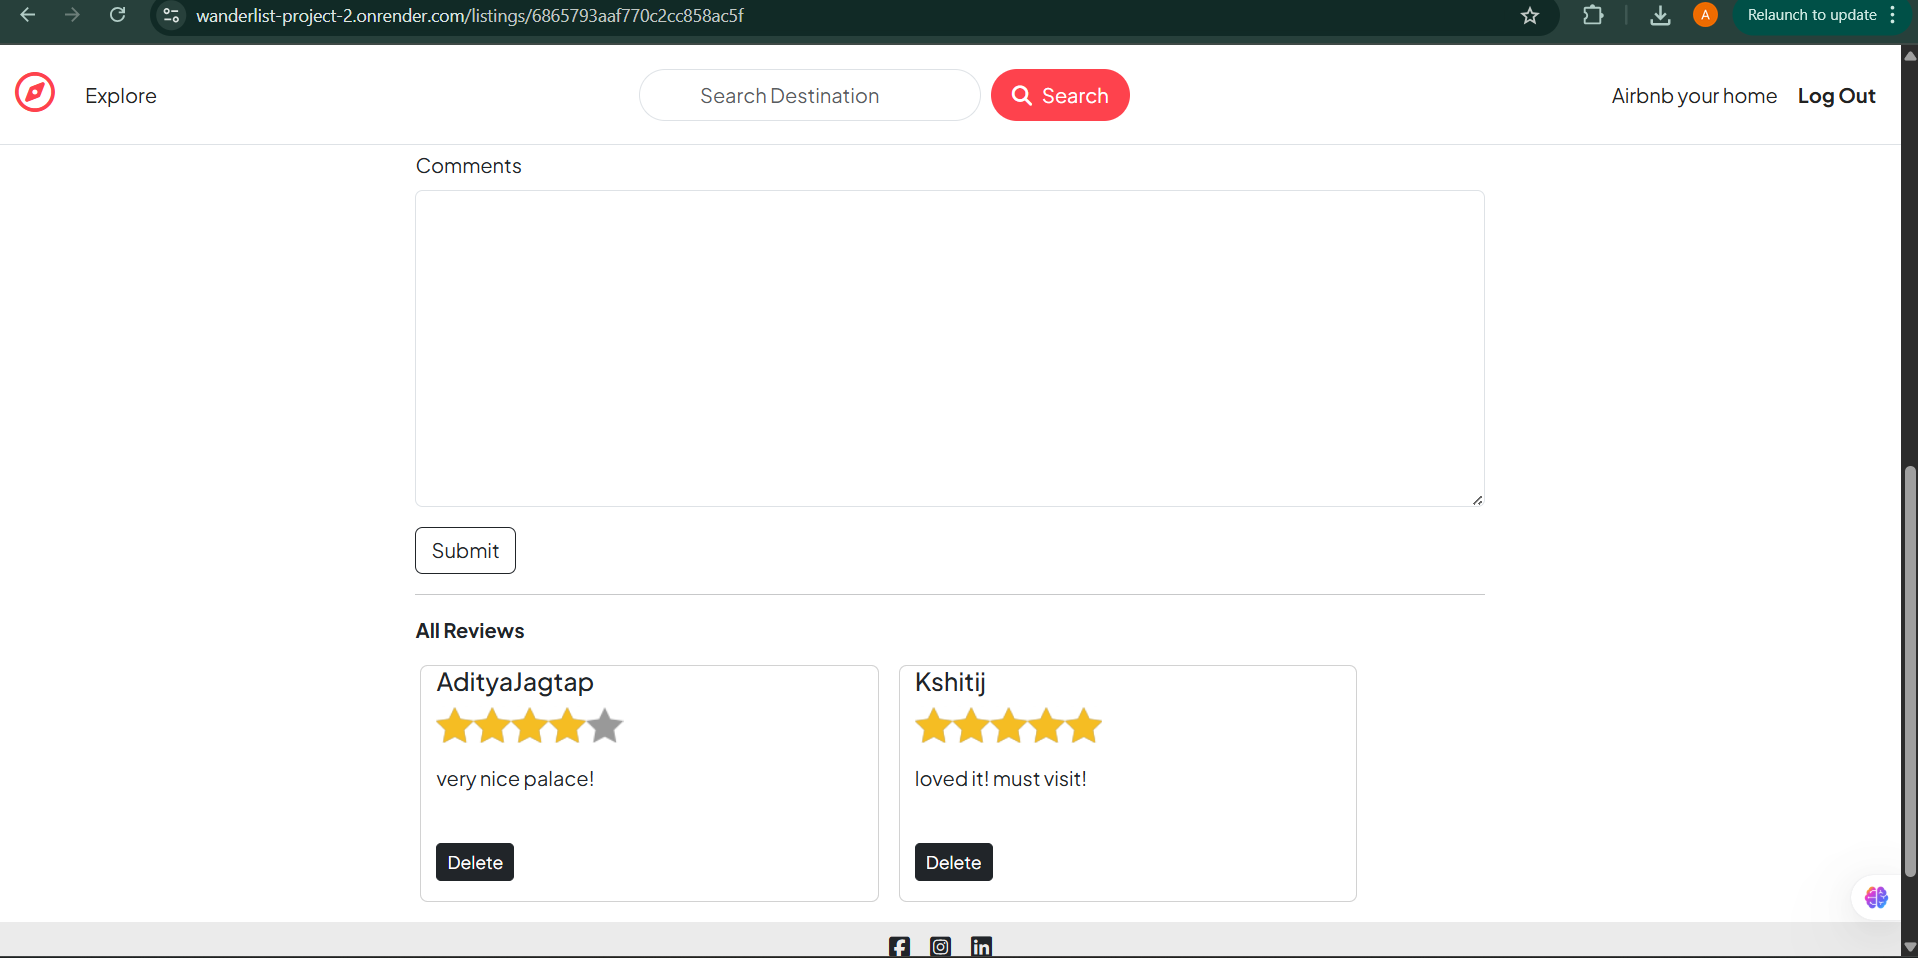 wanderlist-project-2.onrender.com/listings/6865793aaf770c2cc858ac5f
A
Relaunch to update
Explore
Search Destination
Search
Airbnb your home
Log Out
Comments
Submit
All Reviews
AdityaJagtap
very nice palace!
Delete
Kshitij
loved it! must visit!
Delete